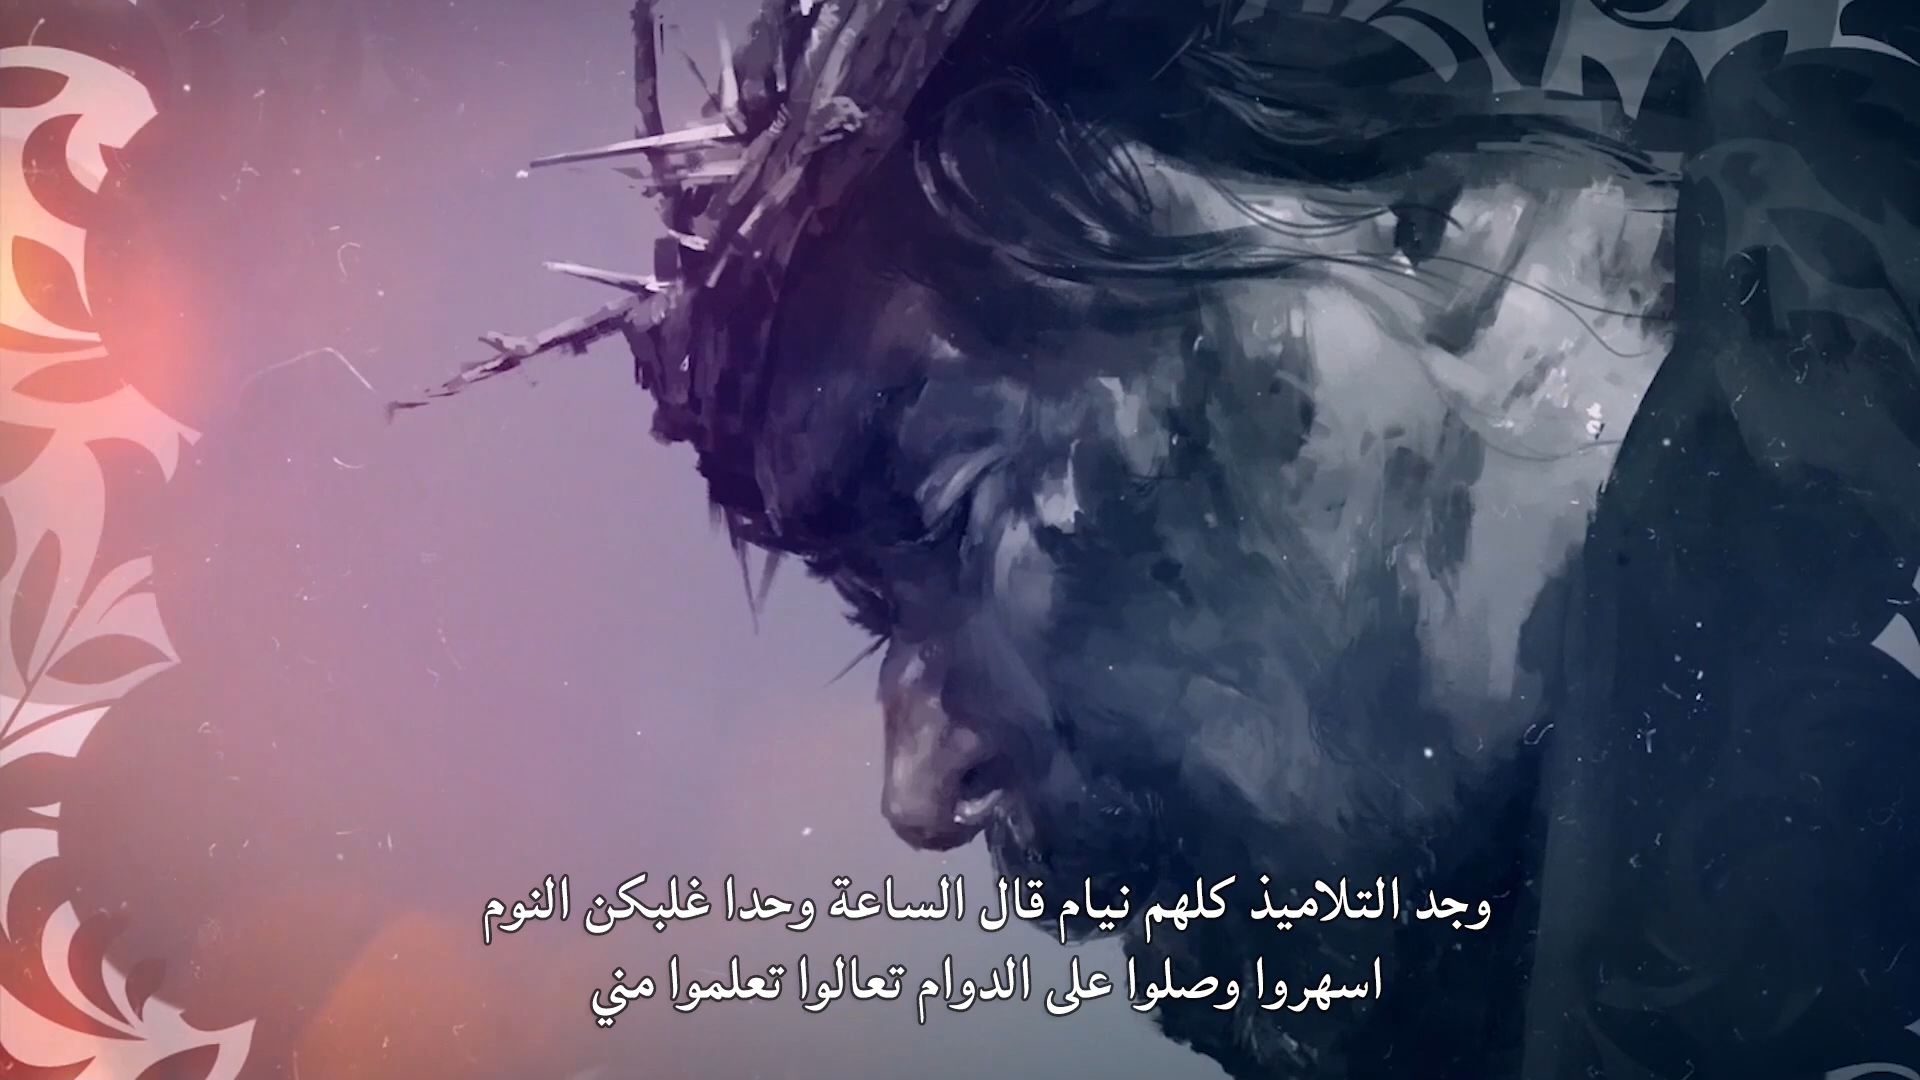 وجد التلاميذ كلهم نيام قال الساعة وحدا غلبكن النوم
اسهروا وصلوا على الدوام تعالوا تعلموا مني